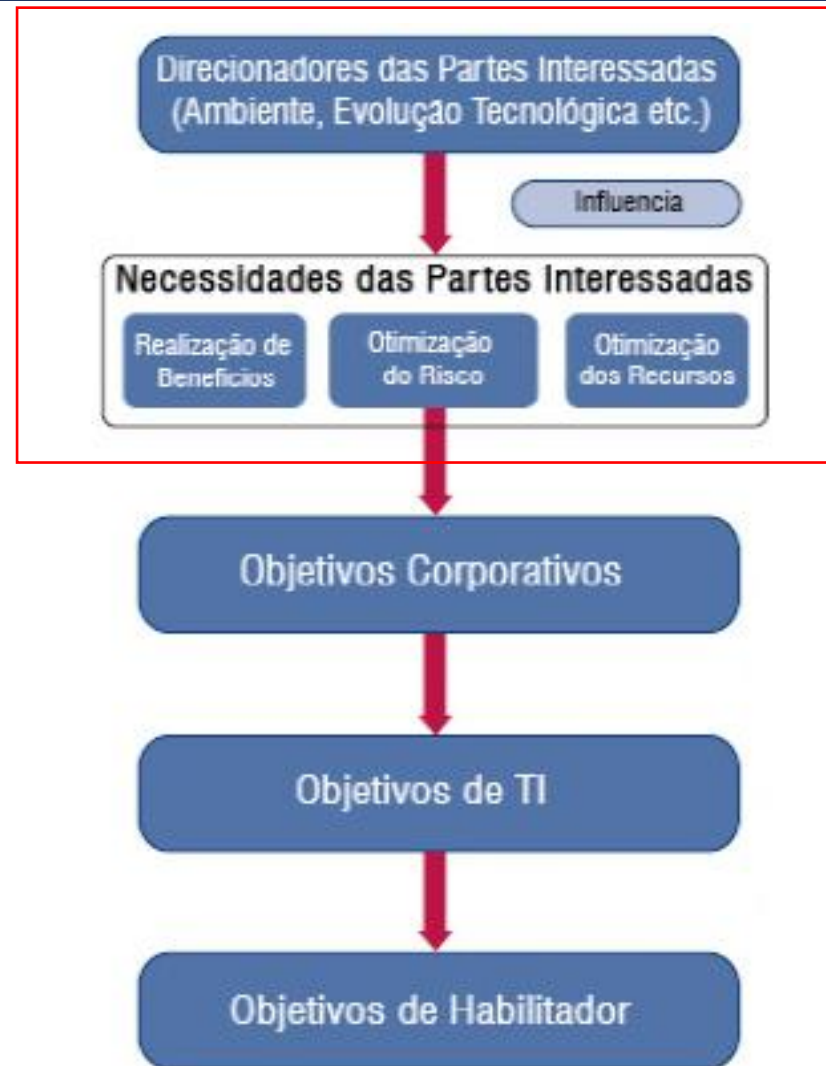 Direcionadores das Partes Interessadas
(Ambiente, Evolução Tecnológica etc.)
Influencia
Necessidades das Partes Interessadas
Realização de
Benefícios
Otimização
do Risco
Otimização
dos Recursos
Objetivos Corporativos
Objetivos de TI
Objetivos de Habilitador